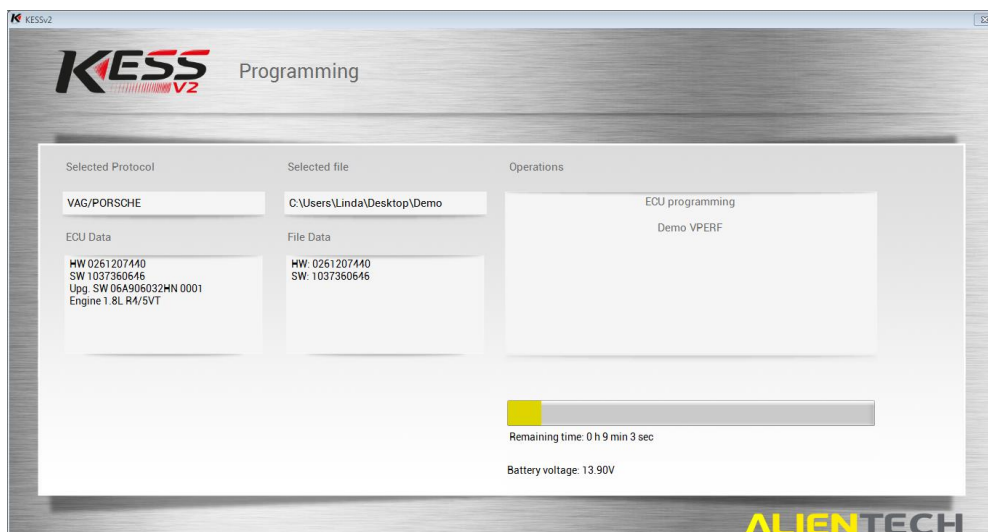 KESSv2
KESS V2
Programming
Selected Protocol
Selected file
Operations
VAG/PORSCHE
C:\Users\Linda\Desktop\Demo
ECU programming
Demo VPERF
ECU Data
File Data
HW 0261207440
SW 1037360646
Upg. SW 06A906032HN 0001
Engine 1.8L R4/5VT
HW: 0261207440
SW: 1037360646
Remaining time: 0 h 9 min 3 sec
Battery voltage: 13.90V
ALIENTECH